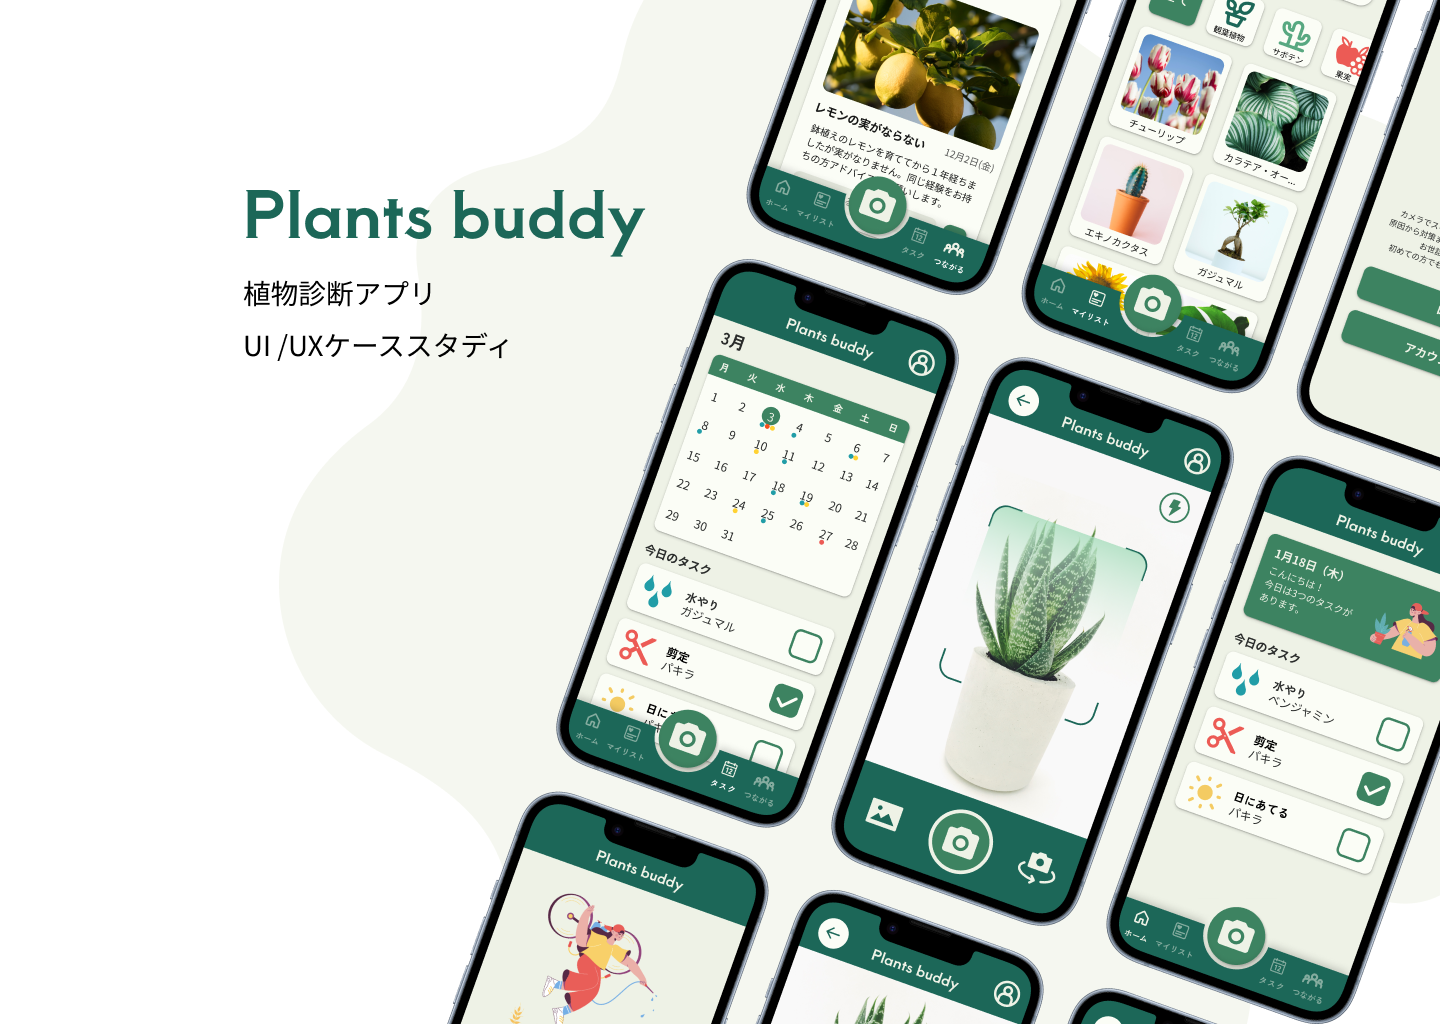 Plants buddy
植物診断アプリ
UI /UXケーススタディ
レモンの実がならない
12月2日(金)
鉢植えのレモンを育ててから１年経ちま
したが実がなりません。同じ経験をお持
ちの方アドバイス
いします。
ホーム
マイリスト
タスク
つながる
観葉植物
サボテン
果実
チューリップ
カラテア・オー...
エキノカクタス
ガジュマル
ホーム
マイリスト
タスク
つながる
カメラでス
原因から対策ま
お世話
初めての方でも
アカウン
Plants buddy
3月
月 火 水 木 金 土 日
1 2 3 4 5 6 7
8 9 10 11 12 13 14
15 16 17 18 19 20 21
22 23 24 25 26 27 28
29 30 31
今日のタスク
水やり
ガジュマル
剪定
パキラ
日に
パキ
ホーム
マイリスト
12
タスク
つながる
Plants buddy
Plants buddy
1月18日（木）
こんにちは！
今日は3つのタスクが
あります。
今日のタスク
水やり
ベンジャミン
剪定
パキラ
日にあてる
パキラ
ホーム
マイリスト
12
タスク
つながる
Plants buddy
Plants buddy